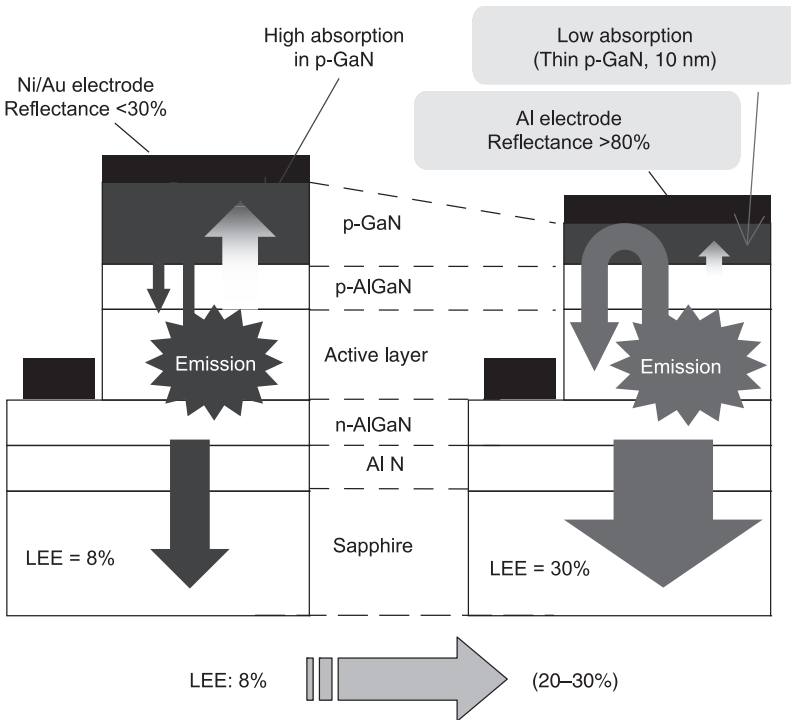 High absorption
in p-GaN
Low absorption
(Thin p-GaN, 10 nm)
Ni/Au electrode
Reflectance <30%
Al electrode
Reflectance >80%
p-GaN
p-AlGaN
Active layer
Emission
Emission
n-AlGaN
Al N
Sapphire
LEE = 8%
LEE = 30%
LEE: 8%
(20–30%)